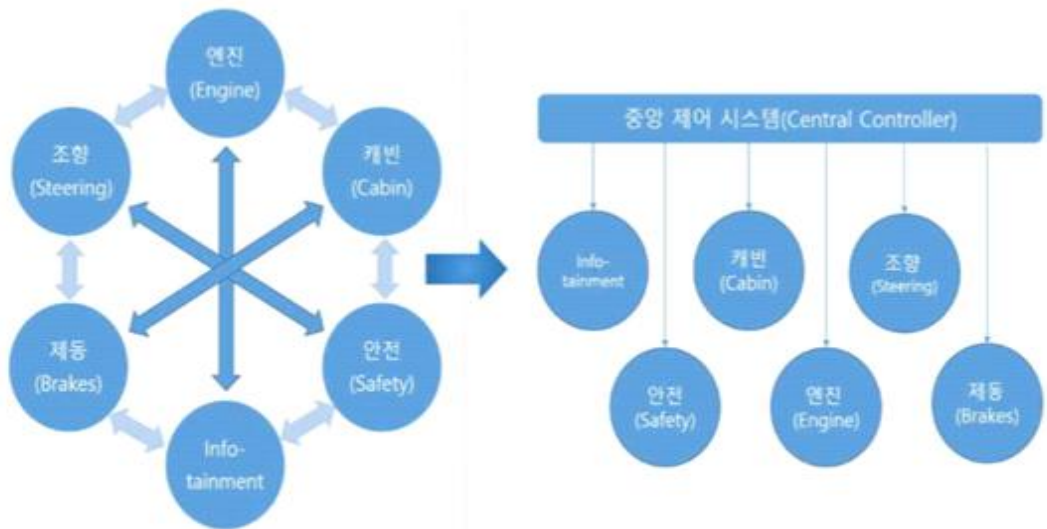 엔진
(Engine)
조향
(Steering)
캐빈
(Cabin)
제동
(Brakes)
안전
(Safety)
Info-
tainment
중앙 제어 시스템(Central Controller)
Info-
tainment
캐빈
(Cabin)
조향
(Steering)
안전
(Safety)
엔진
(Engine)
제동
(Brakes)